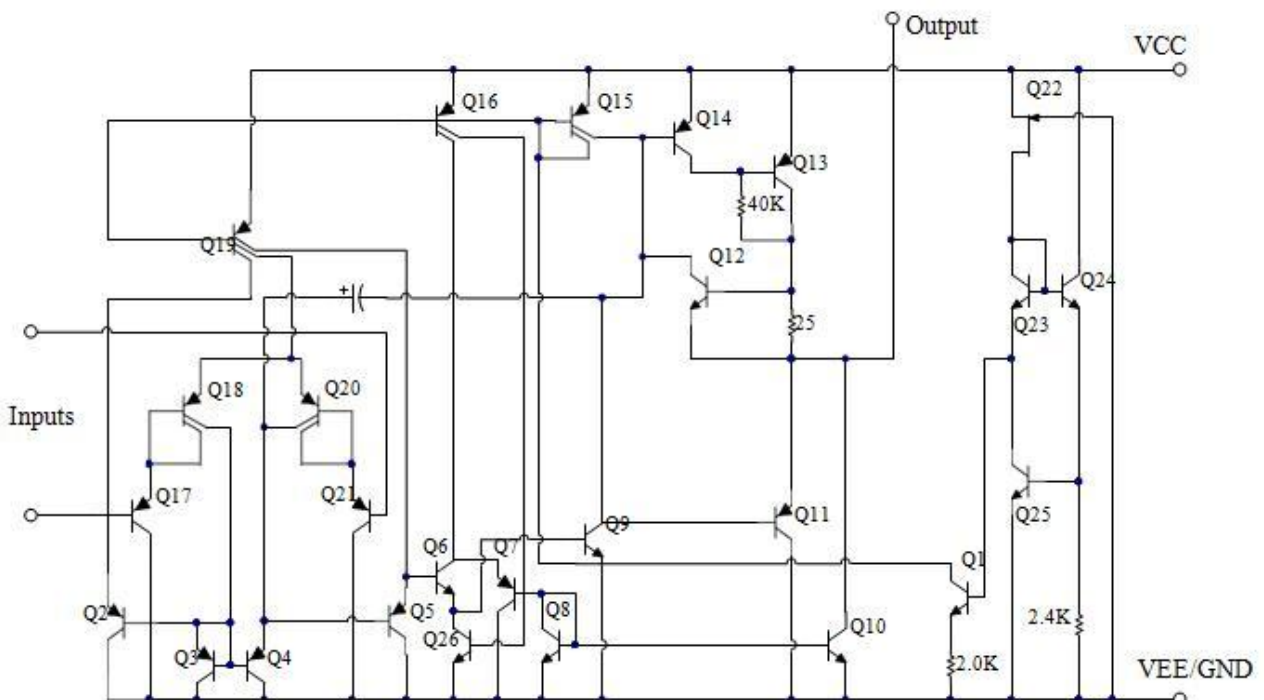 Output
VCC
Q22
Q16
Q15
Q14
Q13
40K
Q19
Q12
Q24
+
25
Q23
Q18
Q20
Inputs
Q17
Q21
Q9
Q11
Q25
Q6
Q7
Q1
Q2
Q5
Q8
Q10
2.4K
Q26
Q3
Q4
2.0K
VEE/GND